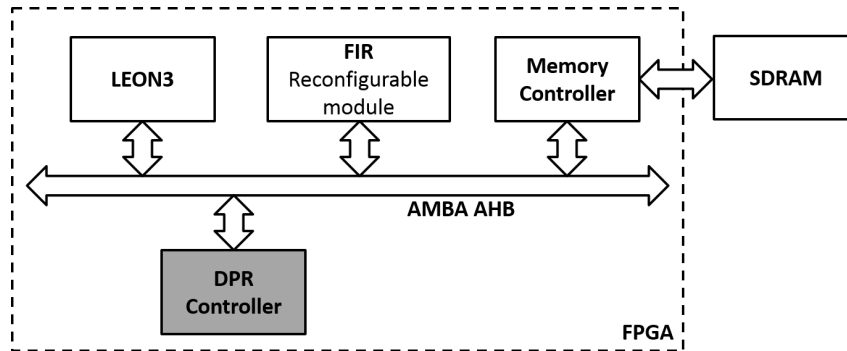 LEON3
FIR
Reconfigurable
module
Memory
Controller
SDRAM
AMBA AHB
DPR
Controller
FPGA